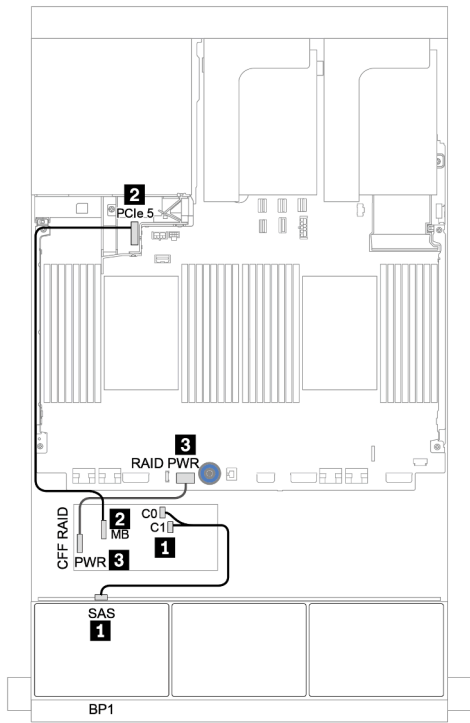 2
PCIe 5
3
RAID PWR
CFF RAID
2
MB
PWR 3
C0
C1
1
SAS
1
BP1